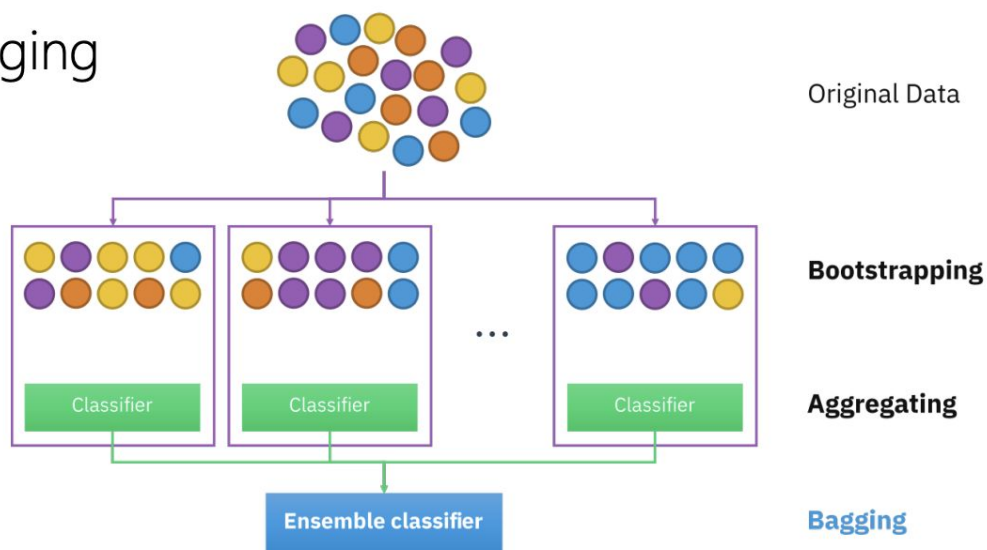 ging
Original Data
Bootstrapping
...
Classifier
Classifier
Classifier
Aggregating
Ensemble classifier
Bagging